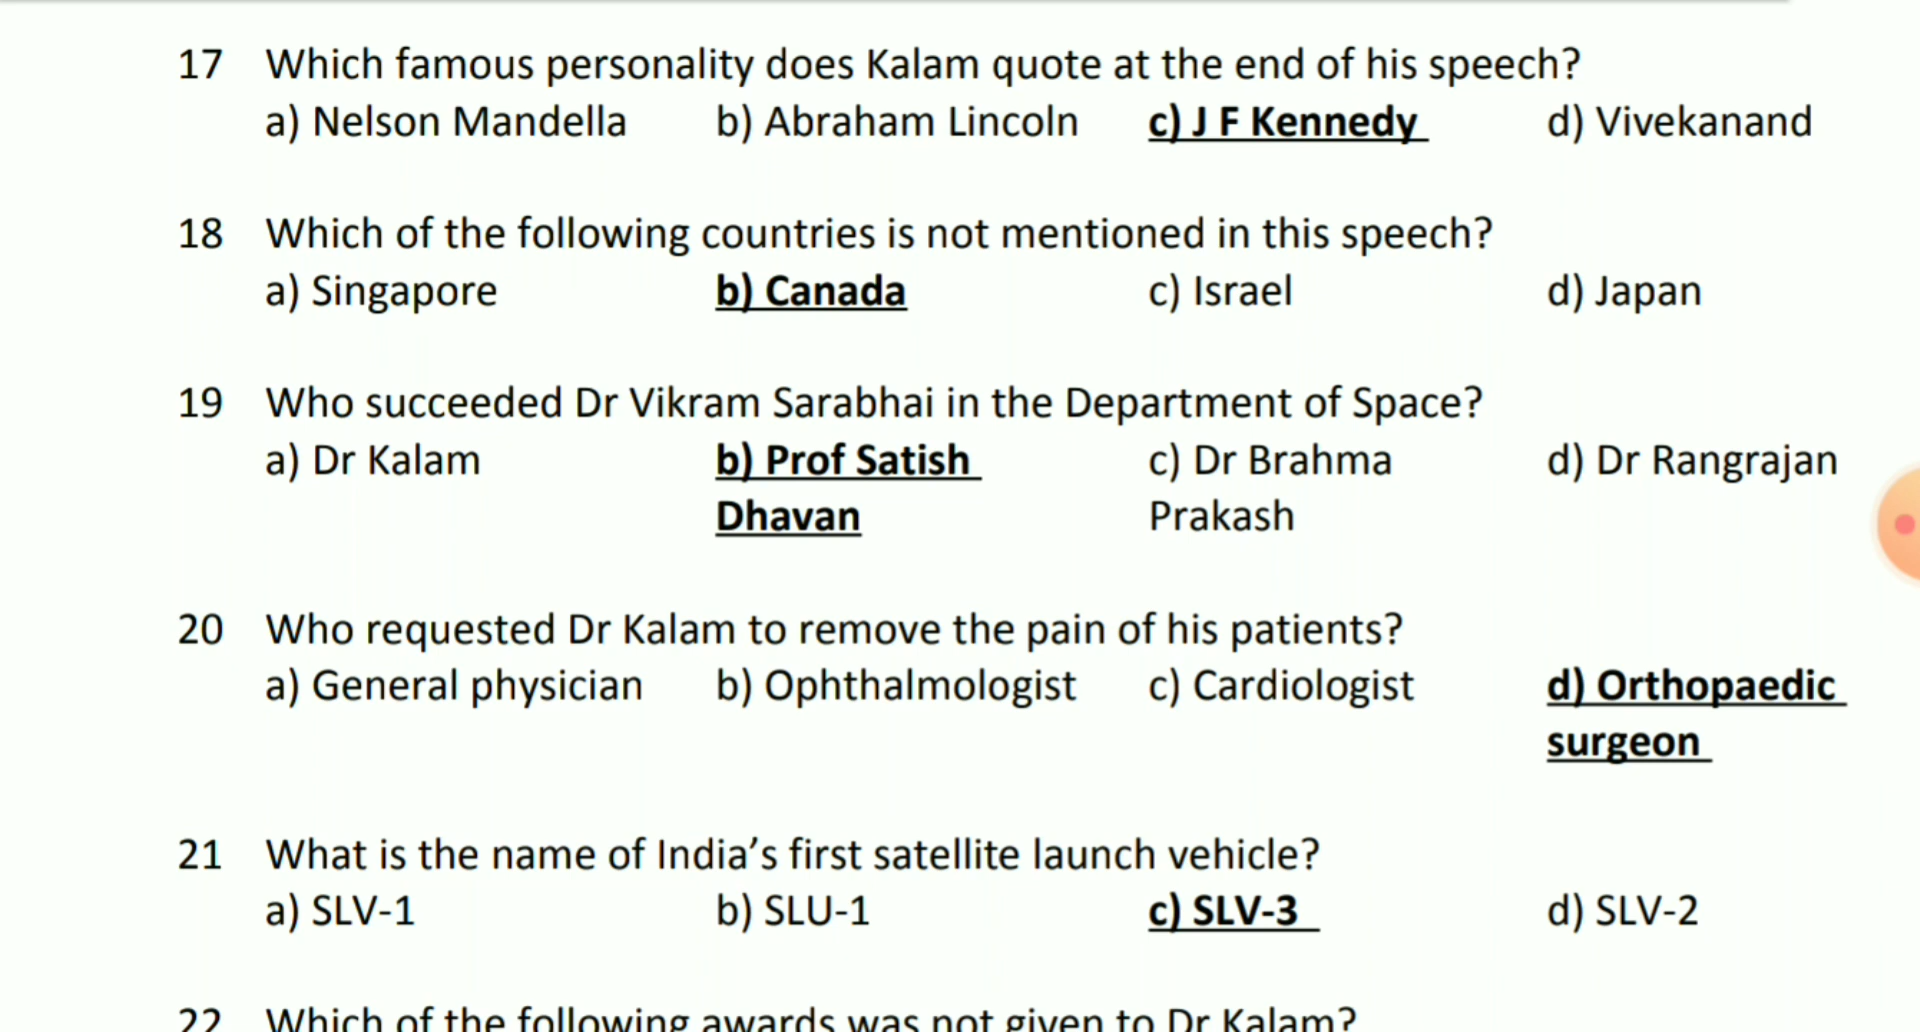 17 Which famous personality does Kalam quote at the end of his speech?
a) Nelson Mandella b) Abraham Lincoln c) J F Kennedy d) Vivekanand
18 Which of the following countries is not mentioned in this speech?
a) Singapore b) Canada c) Israel d) Japan
19 Who succeeded Dr Vikram Sarabhai in the Department of Space?
a) Dr Kalam b) Prof Satish c) Dr Brahma d) Dr Rangrajan
Dhavan Prakash
20 Who requested Dr Kalam to remove the pain of his patients?
a) General physician b) Ophthalmologist c) Cardiologist d) Orthopaedic
surgeon
21 What is the name of India’s first satellite launch vehicle?
a) SLV-1 b) SLU-1 c) SLV-3 d) SLV-2
22 Which of the following awards was not given to Dr Kalam?